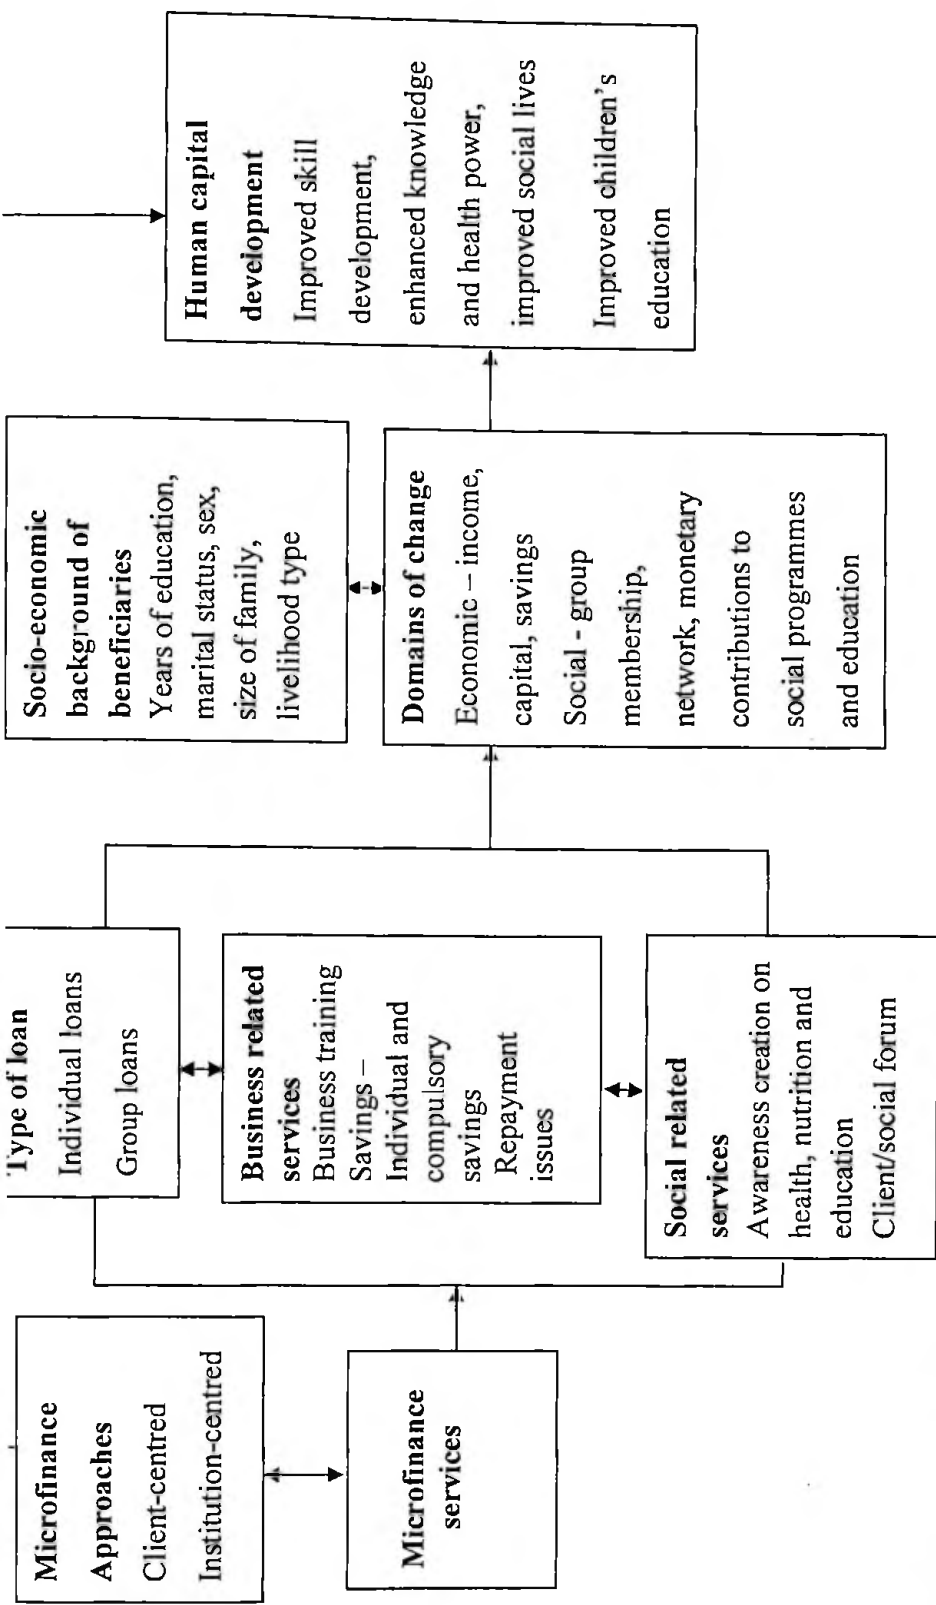 Microfinance
Approaches
Client-centred
Institution-centred
Microfinance
services
Type of loan
Individual loans
Group loans
Business related
services
Business training
Savings –
Individual and
compulsory
savings
Repayment
issues
Social related
services
Awareness creation on
health, nutrition and
education
Client/social forum
Socio-economic
background of
beneficiaries
Years of education,
marital status, sex,
size of family,
livelihood type
Domains of change
Economic – income,
capital, savings
Social - group
membership,
network, monetary
contributions to
social programmes
and education
Human capital
development
Improved skill
development,
enhanced knowledge
and health power,
improved social lives
Improved children's
education